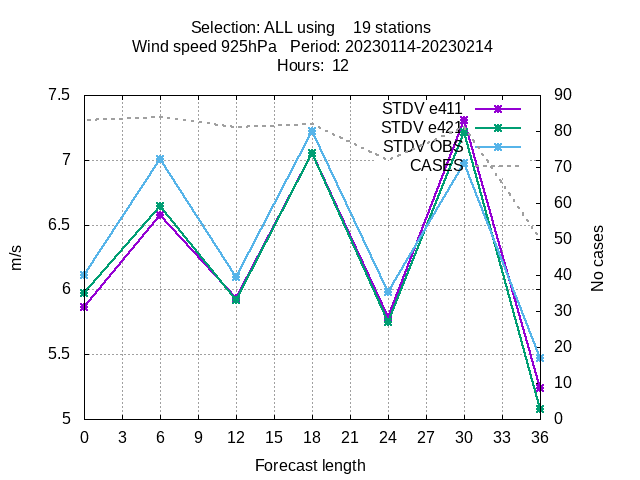 Selection: ALL using    19 stations
Wind speed 925hPa   Period: 20230114-20230214
Hours:  12
STDV e411
STDV e421
STDV OBS
CASES
7.5
7
6.5
6
5.5
5
m/s
90
80
70
60
50
40
30
20
10
0
No cases
0 3 6 9 12 15 18 21 24 27 30 33 36
Forecast length